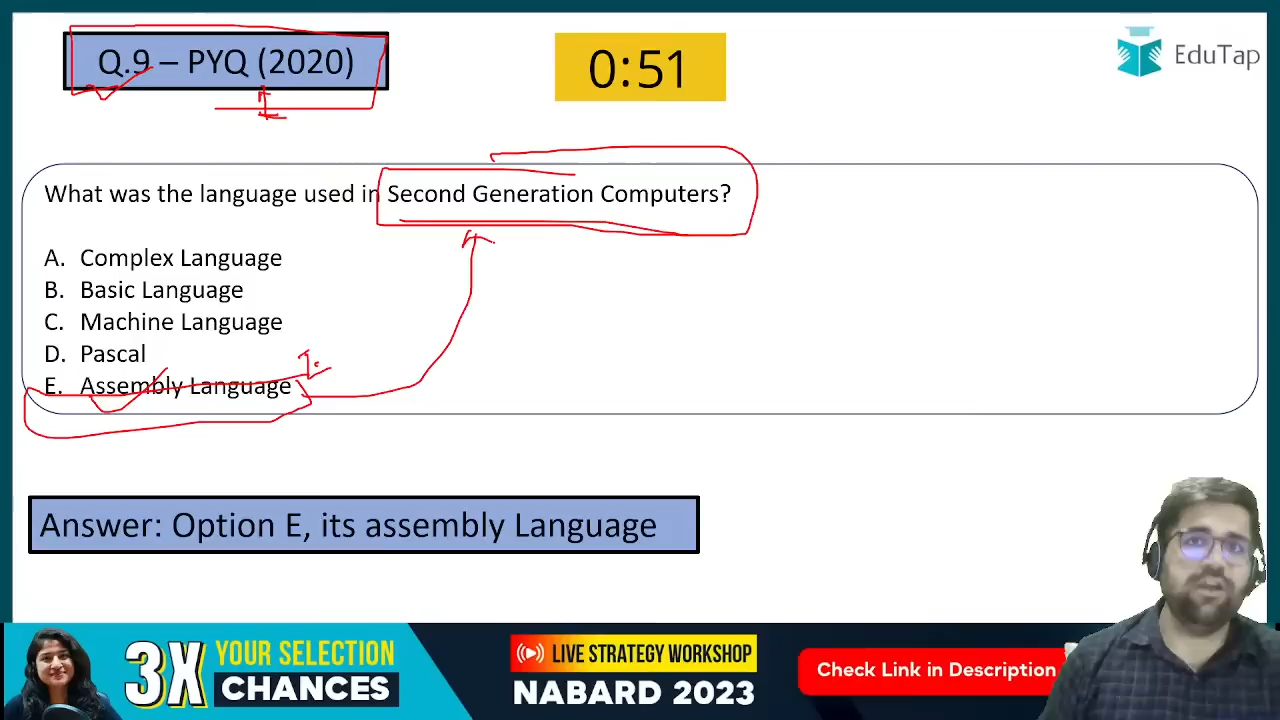 Q.9 – PYQ (2020)
0:51
EduTap
What was the language used in Second Generation Computers?
A. Complex Language
B. Basic Language
C. Machine Language
D. Pascal
E. Assembly Language
Answer: Option E, its assembly Language
3X YOUR SELECTION CHANCES
LIVE STRATEGY WORKSHOP
NABARD 2023
Check Link in Description